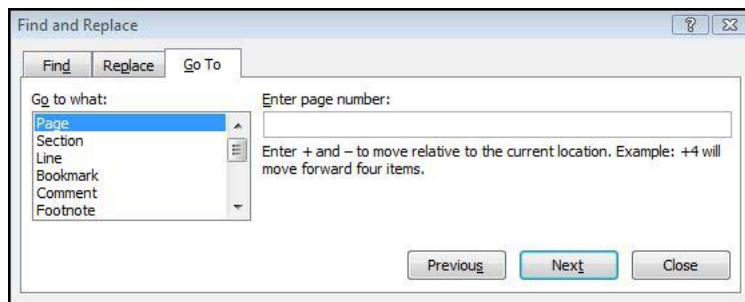 Find and Replace
Find
Replace
Go To
Go to what:
Page
Section
Line
Bookmark
Comment
Footnote
Enter page number:
Enter + and – to move relative to the current location. Example: +4 will
move forward four items.
Previous
Next
Close